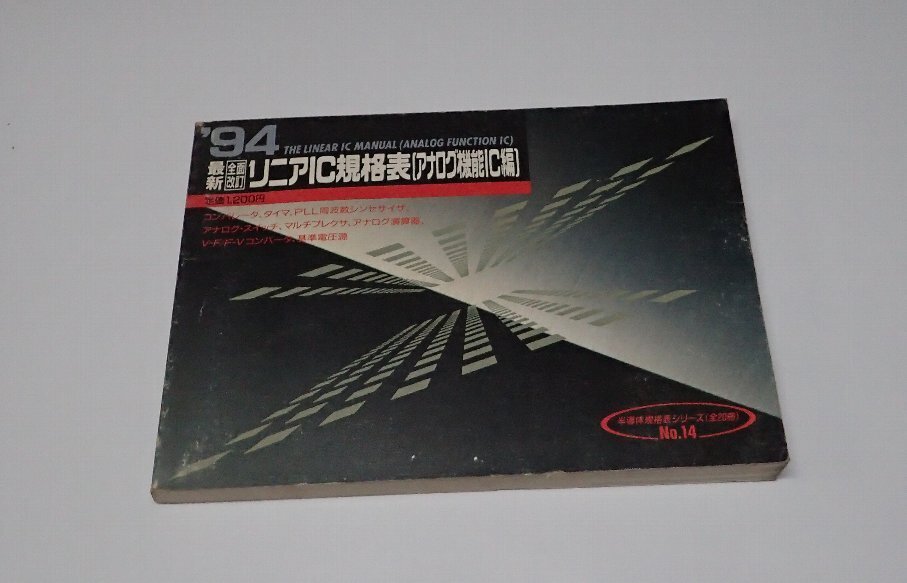 '94
THE LINEAR IC MANUAL (ANALOG FUNCTION IC)
最新 全面改訂 リニアIC規格表 [アナログ機能IC編]
定価1,200円
コンパレータ、タイマ、PLL周波数シンセサイザ、
アナログ・スイッチ、マルチプレクサ、アナログ演算器、
V-F/F-Vコンバータ、基準電圧源
半導体規格表シリーズ(全20冊)
No.14